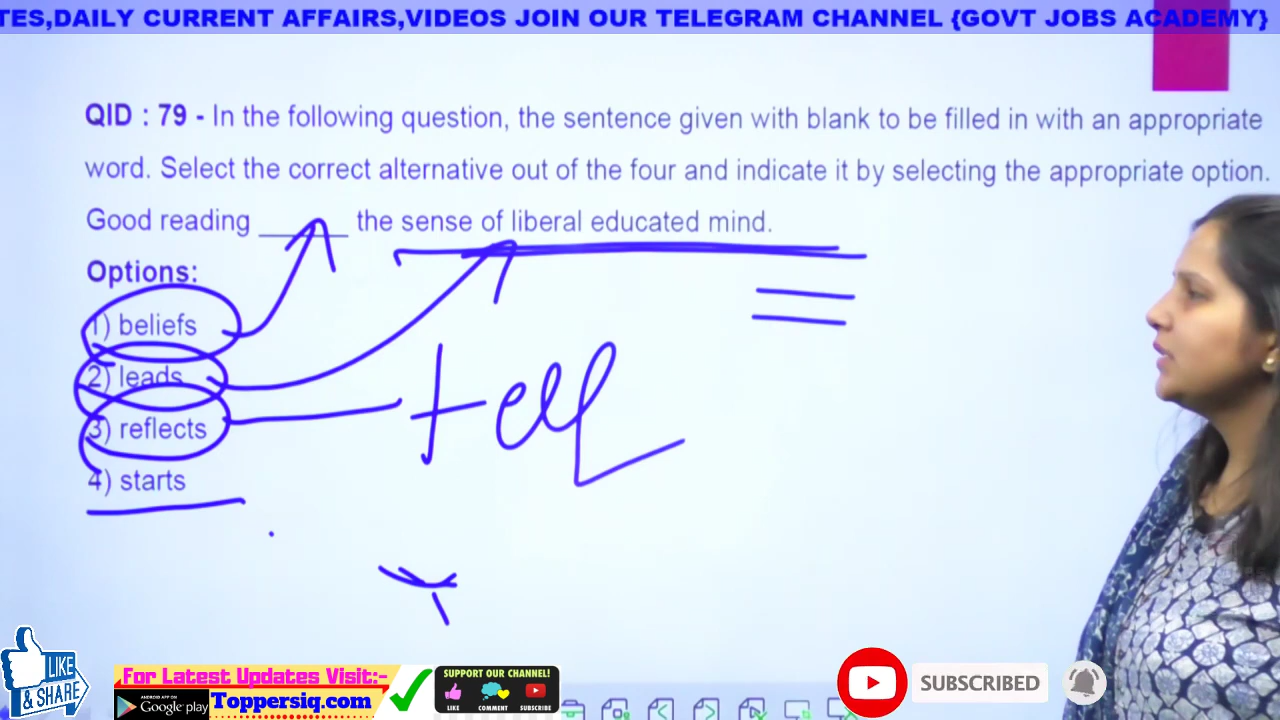 TES,DAILY CURRENT AFFAIRS,VIDEOS JOIN OUR TELEGRAM CHANNEL {GOVT JOBS ACADEMY}
QID : 79 - In the following question, the sentence given with blank to be filled in with an appropriate
word. Select the correct alternative out of the four and indicate it by selecting the appropriate option.
Good reading ______ the sense of liberal educated mind.
Options:
1) beliefs
2) leads
3) reflects
4) starts
tell
LIKE
& SHARE
For Latest Updates Visit:-
ANDROID APP ON
Google play
Toppersiq.com
SUPPORT OUR CHANNEL!
LIKE COMMENT SUBSCRIBE
SUBSCRIBED